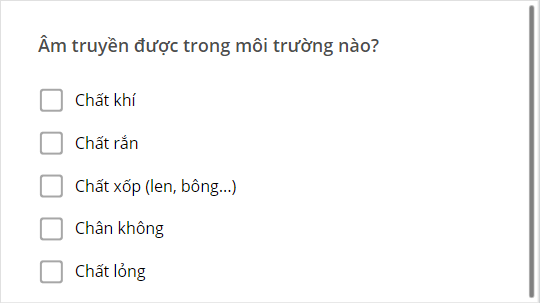 Âm truyền được trong môi trường nào?
Chất khí
Chất rắn
Chất xốp (len, bông...)
Chân không
Chất lỏng